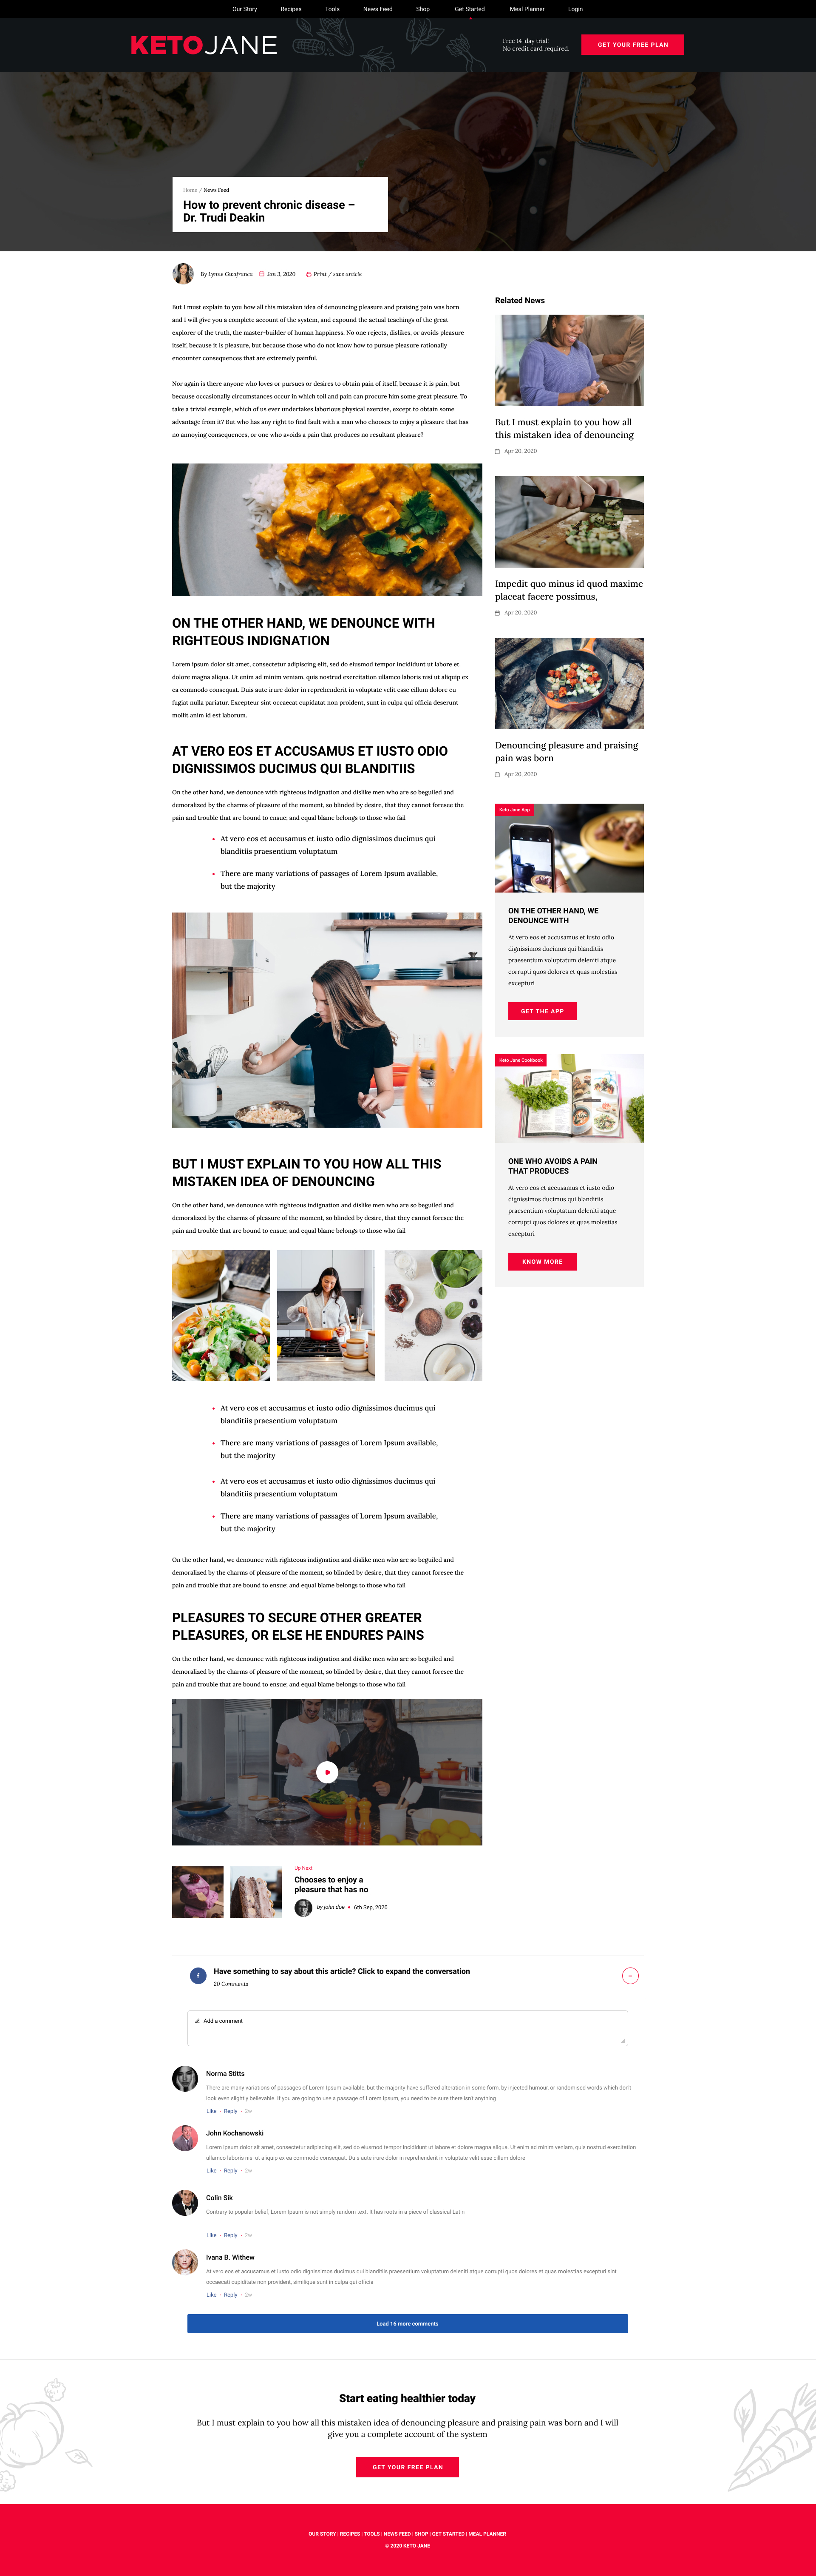 Our Story Recipes Tools News Feed Shop Get Started Meal Planner Login
KETOJANE
Free 14-day trial!
No credit card required.
GET YOUR FREE PLAN
Home / News Feed
How to prevent chronic disease –
Dr. Trudi Deakin
By Lynne Guafranca Jan 3, 2020 Print / save article
But I must explain to you how all this mistaken idea of denouncing pleasure and praising pain was born
and I will give you a complete account of the system, and expound the actual teachings of the great
explorer of the truth, the master-builder of human happiness. No one rejects, dislikes, or avoids pleasure
itself, because it is pleasure, but because those who do not know how to pursue pleasure rationally
encounter consequences that are extremely painful.
Nor again is there anyone who loves or pursues or desires to obtain pain of itself, because it is pain, but
because occasionally circumstances occur in which toil and pain can procure him some great pleasure. To
take a trivial example, which of us ever undertakes laborious physical exercise, except to obtain some
advantage from it? But who has any right to find fault with a man who chooses to enjoy a pleasure that has
no annoying consequences, or one who avoids a pain that produces no resultant pleasure?
ON THE OTHER HAND, WE DENOUNCE WITH
RIGHTEOUS INDIGNATION
Lorem ipsum dolor sit amet, consectetur adipiscing elit, sed do eiusmod tempor incididunt ut labore et
dolore magna aliqua. Ut enim ad minim veniam, quis nostrud exercitation ullamco laboris nisi ut aliquip ex
ea commodo consequat. Duis aute irure dolor in reprehenderit in voluptate velit esse cillum dolore eu
fugiat nulla pariatur. Excepteur sint occaecat cupidatat non proident, sunt in culpa qui officia deserunt
mollit anim id est laborum.
AT VERO EOS ET ACCUSAMUS ET IUSTO ODIO
DIGNISSIMOS DUCIMUS QUI BLANDITIIS
On the other hand, we denounce with righteous indignation and dislike men who are so beguiled and
demoralized by the charms of pleasure of the moment, so blinded by desire, that they cannot foresee the
pain and trouble that are bound to ensue; and equal blame belongs to those who fail
• At vero eos et accusamus et iusto odio dignissimos ducimus qui
blanditiis praesentium voluptatum
• There are many variations of passages of Lorem Ipsum available,
but the majority
BUT I MUST EXPLAIN TO YOU HOW ALL THIS
MISTAKEN IDEA OF DENOUNCING
On the other hand, we denounce with righteous indignation and dislike men who are so beguiled and
demoralized by the charms of pleasure of the moment, so blinded by desire, that they cannot foresee the
pain and trouble that are bound to ensue; and equal blame belongs to those who fail
• At vero eos et accusamus et iusto odio dignissimos ducimus qui
blanditiis praesentium voluptatum
• There are many variations of passages of Lorem Ipsum available,
but the majority
• At vero eos et accusamus et iusto odio dignissimos ducimus qui
blanditiis praesentium voluptatum
• There are many variations of passages of Lorem Ipsum available,
but the majority
On the other hand, we denounce with righteous indignation and dislike men who are so beguiled and
demoralized by the charms of pleasure of the moment, so blinded by desire, that they cannot foresee the
pain and trouble that are bound to ensue; and equal blame belongs to those who fail
PLEASURES TO SECURE OTHER GREATER
PLEASURES, OR ELSE HE ENDURES PAINS
On the other hand, we denounce with righteous indignation and dislike men who are so beguiled and
demoralized by the charms of pleasure of the moment, so blinded by desire, that they cannot foresee the
pain and trouble that are bound to ensue; and equal blame belongs to those who fail
Up Next
Chooses to enjoy a
pleasure that has no
by john doe • 6th Sep, 2020
Related News
But I must explain to you how all
this mistaken idea of denouncing
Apr 20, 2020
Impedit quo minus id quod maxime
placeat facere possimus,
Apr 20, 2020
Denouncing pleasure and praising
pain was born
Apr 20, 2020
Keto Jane App
ON THE OTHER HAND, WE
DENOUNCE WITH
At vero eos et accusamus et iusto odio
dignissimos ducimus qui blanditiis
praesentium voluptatum deleniti atque
corrupti quos dolores et quas molestias
excepturi
GET THE APP
Keto Jane Cookbook
ONE WHO AVOIDS A PAIN
THAT PRODUCES
At vero eos et accusamus et iusto odio
dignissimos ducimus qui blanditiis
praesentium voluptatum deleniti atque
corrupti quos dolores et quas molestias
excepturi
KNOW MORE
Have something to say about this article? Click to expand the conversation
20 Comments
Add a comment
Norma Stitts
There are many variations of passages of Lorem Ipsum available, but the majority have suffered alteration in some form, by injected humour, or randomised words which don't
look even slightly believable. If you are going to use a passage of Lorem Ipsum, you need to be sure there isn't anything
Like - Reply - 2w
John Kochanowski
Lorem ipsum dolor sit amet, consectetur adipiscing elit, sed do eiusmod tempor incididunt ut labore et dolore magna aliqua. Ut enim ad minim veniam, quis nostrud exercitation
ullamco laboris nisi ut aliquip ex ea commodo consequat. Duis aute irure dolor in reprehenderit in voluptate velit esse cillum dolore
Like - Reply - 2w
Colin Sik
Contrary to popular belief, Lorem Ipsum is not simply random text. It has roots in a piece of classical Latin
Like - Reply - 2w
Ivana B. Withew
At vero eos et accusamus et iusto odio dignissimos ducimus qui blanditiis praesentium voluptatum deleniti atque corrupti quos dolores et quas molestias excepturi sint
occaecati cupiditate non provident, similique sunt in culpa qui officia
Like - Reply - 2w
Load 16 more comments
Start eating healthier today
But I must explain to you how all this mistaken idea of denouncing pleasure and praising pain was born and I will
give you a complete account of the system
GET YOUR FREE PLAN
OUR STORY | RECIPES | TOOLS | NEWS FEED | SHOP | GET STARTED | MEAL PLANNER
© 2020 KETO JANE